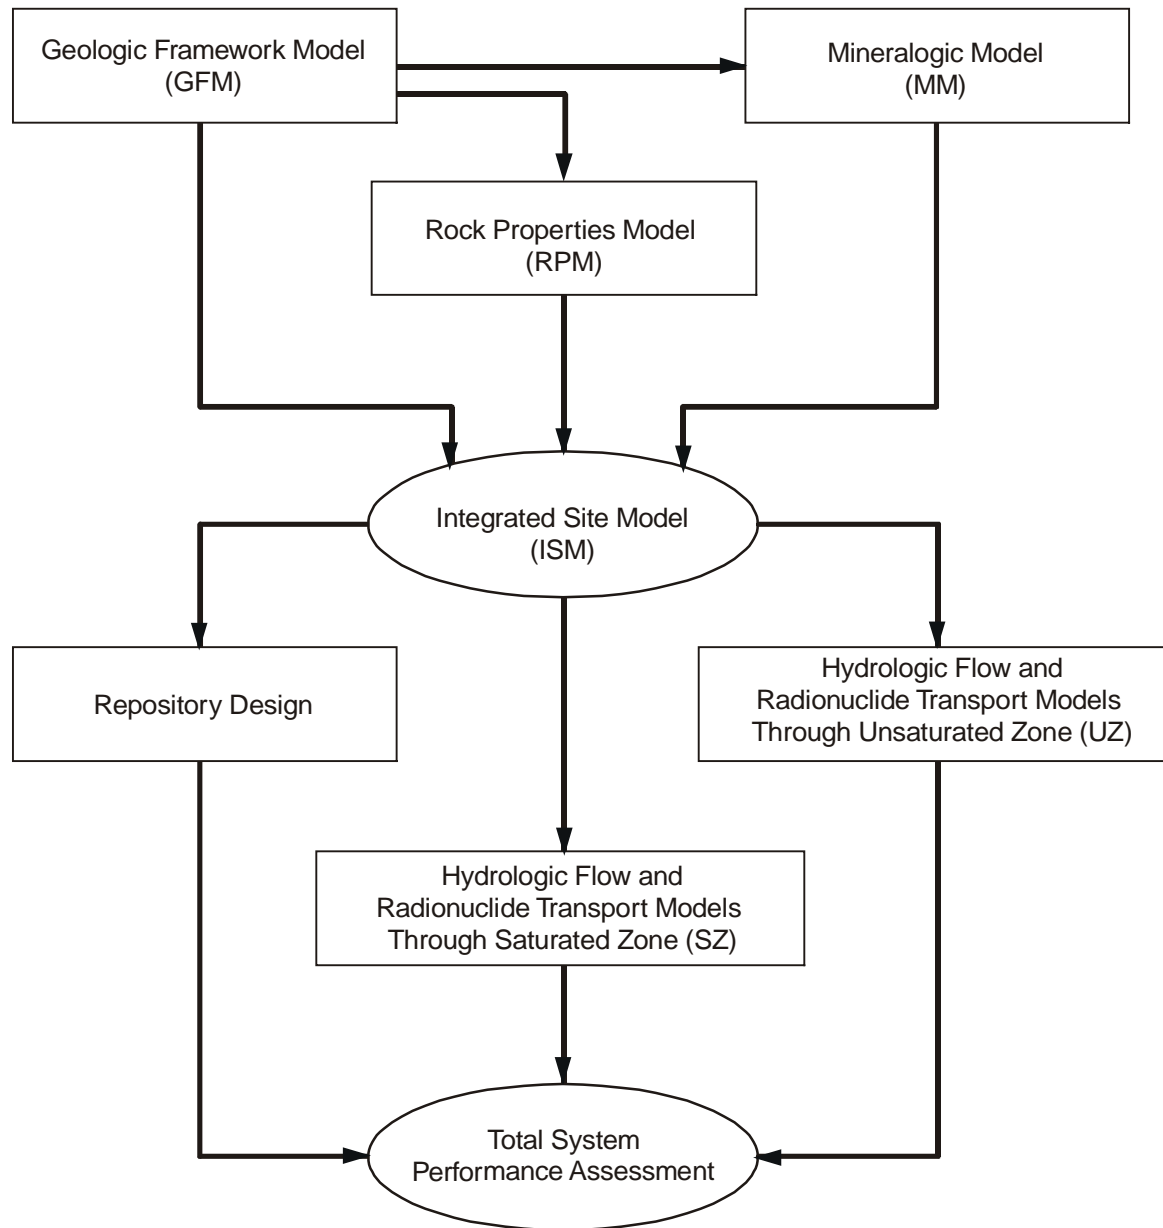 Geologic Framework Model
(GFM)
Mineralogic Model
(MM)
Rock Properties Model
(RPM)
Integrated Site Model
(ISM)
Repository Design
Hydrologic Flow and
Radionuclide Transport Models
Through Unsaturated Zone (UZ)
Hydrologic Flow and
Radionuclide Transport Models
Through Saturated Zone (SZ)
Total System
Performance Assessment